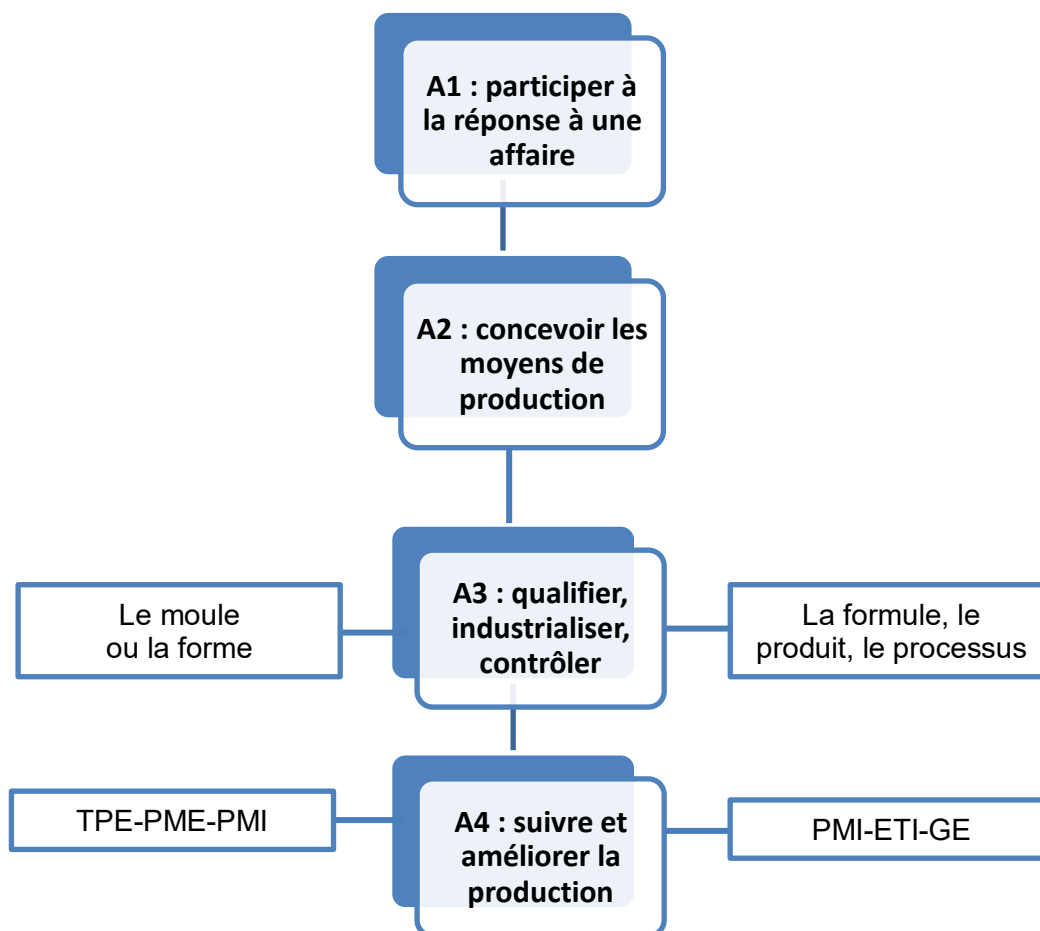 A1 : participer à
la réponse à une
affaire
A2 : concevoir les
moyens de
production
Le moule
ou la forme
A3 : qualifier,
industrialiser,
contrôler
La formule, le
produit, le processus
TPE-PME-PMI
A4 : suivre et
améliorer la
production
PMI-ETI-GE